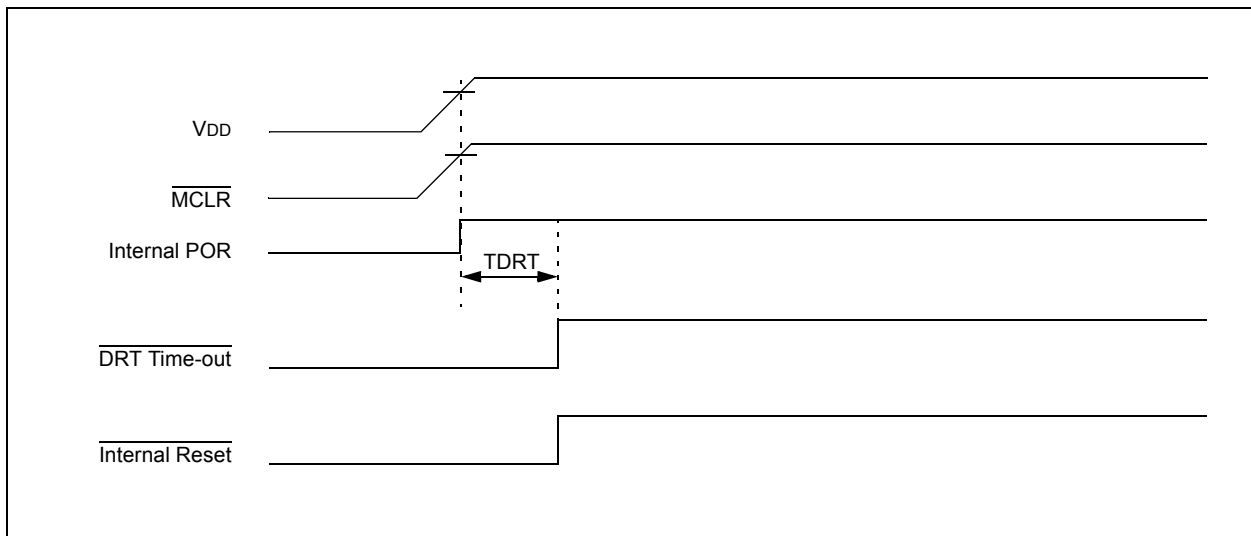 VDD
MCLR
Internal POR
TDRT
DRT Time-out
Internal Reset